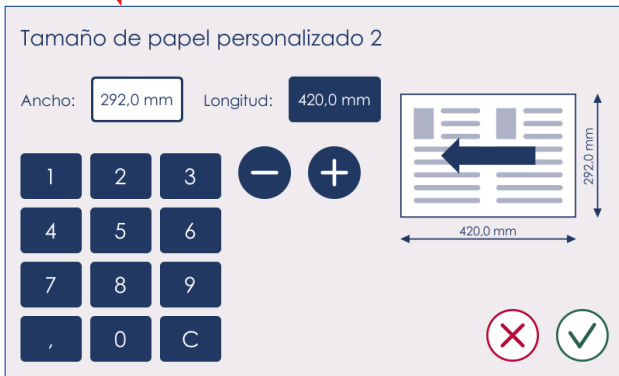 Tamaño de papel personalizado 2
Ancho: 292,0 mm Longitud: 420,0 mm
1 2 3
4 5 6
7 8 9
, 0 C
292,0 mm
420,0 mm